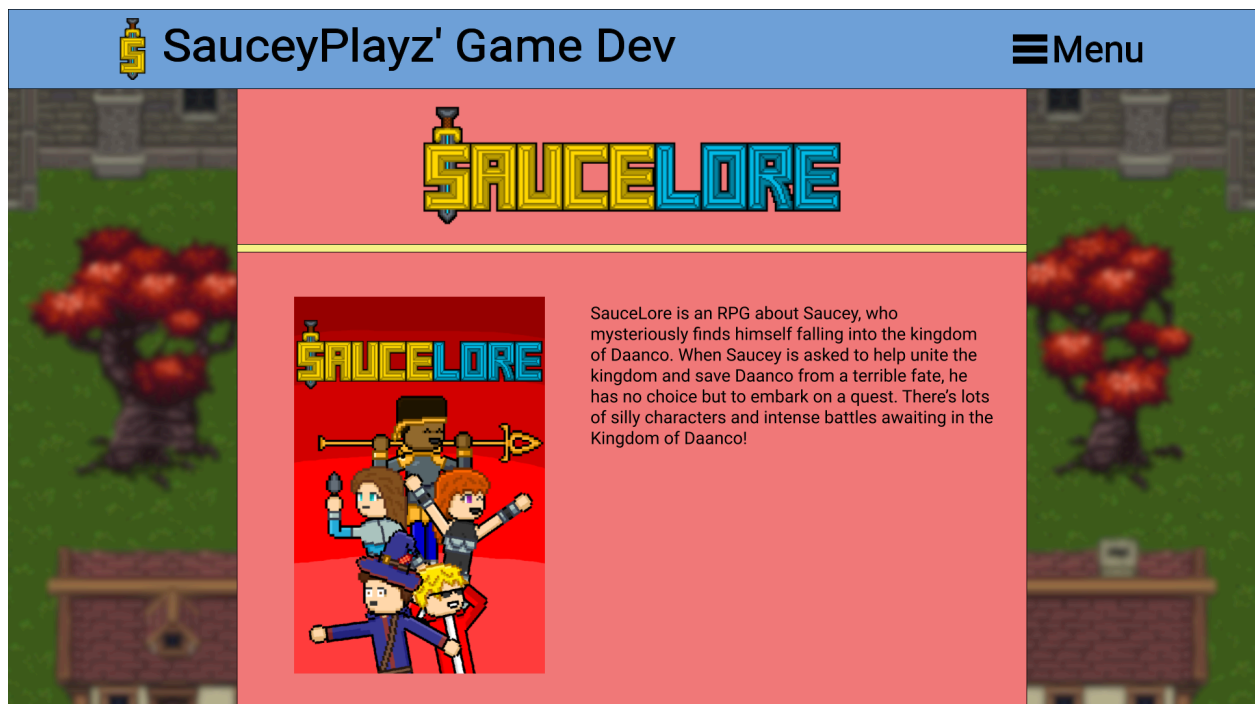 SauceyPlayz' Game Dev
Menu
SAUCELORE
SAUCELORE
SauceLore is an RPG about Saucey, who
mysteriously finds himself falling into the kingdom
of Daanco. When Saucey is asked to help unite the
kingdom and save Daanco from a terrible fate, he
has no choice but to embark on a quest. There’s lots
of silly characters and intense battles awaiting in the
Kingdom of Daanco!